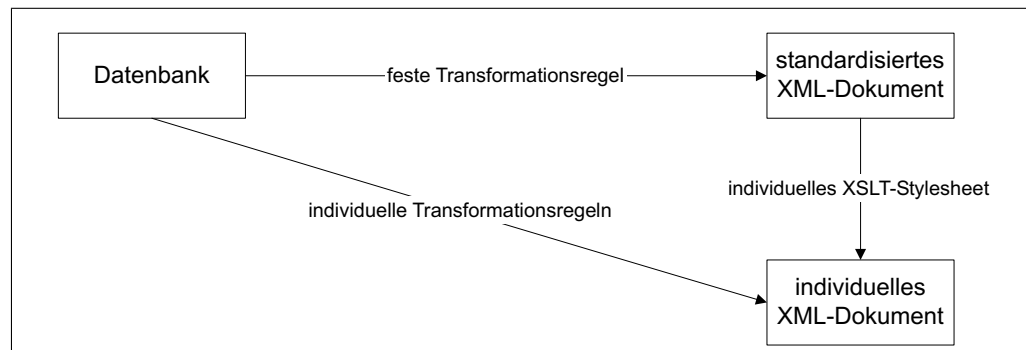 Datenbank
feste Transformationsregel
standardisiertes
XML-Dokument
individuelles XSLT-Stylesheet
individuelle Transformationsregeln
individuelles
XML-Dokument